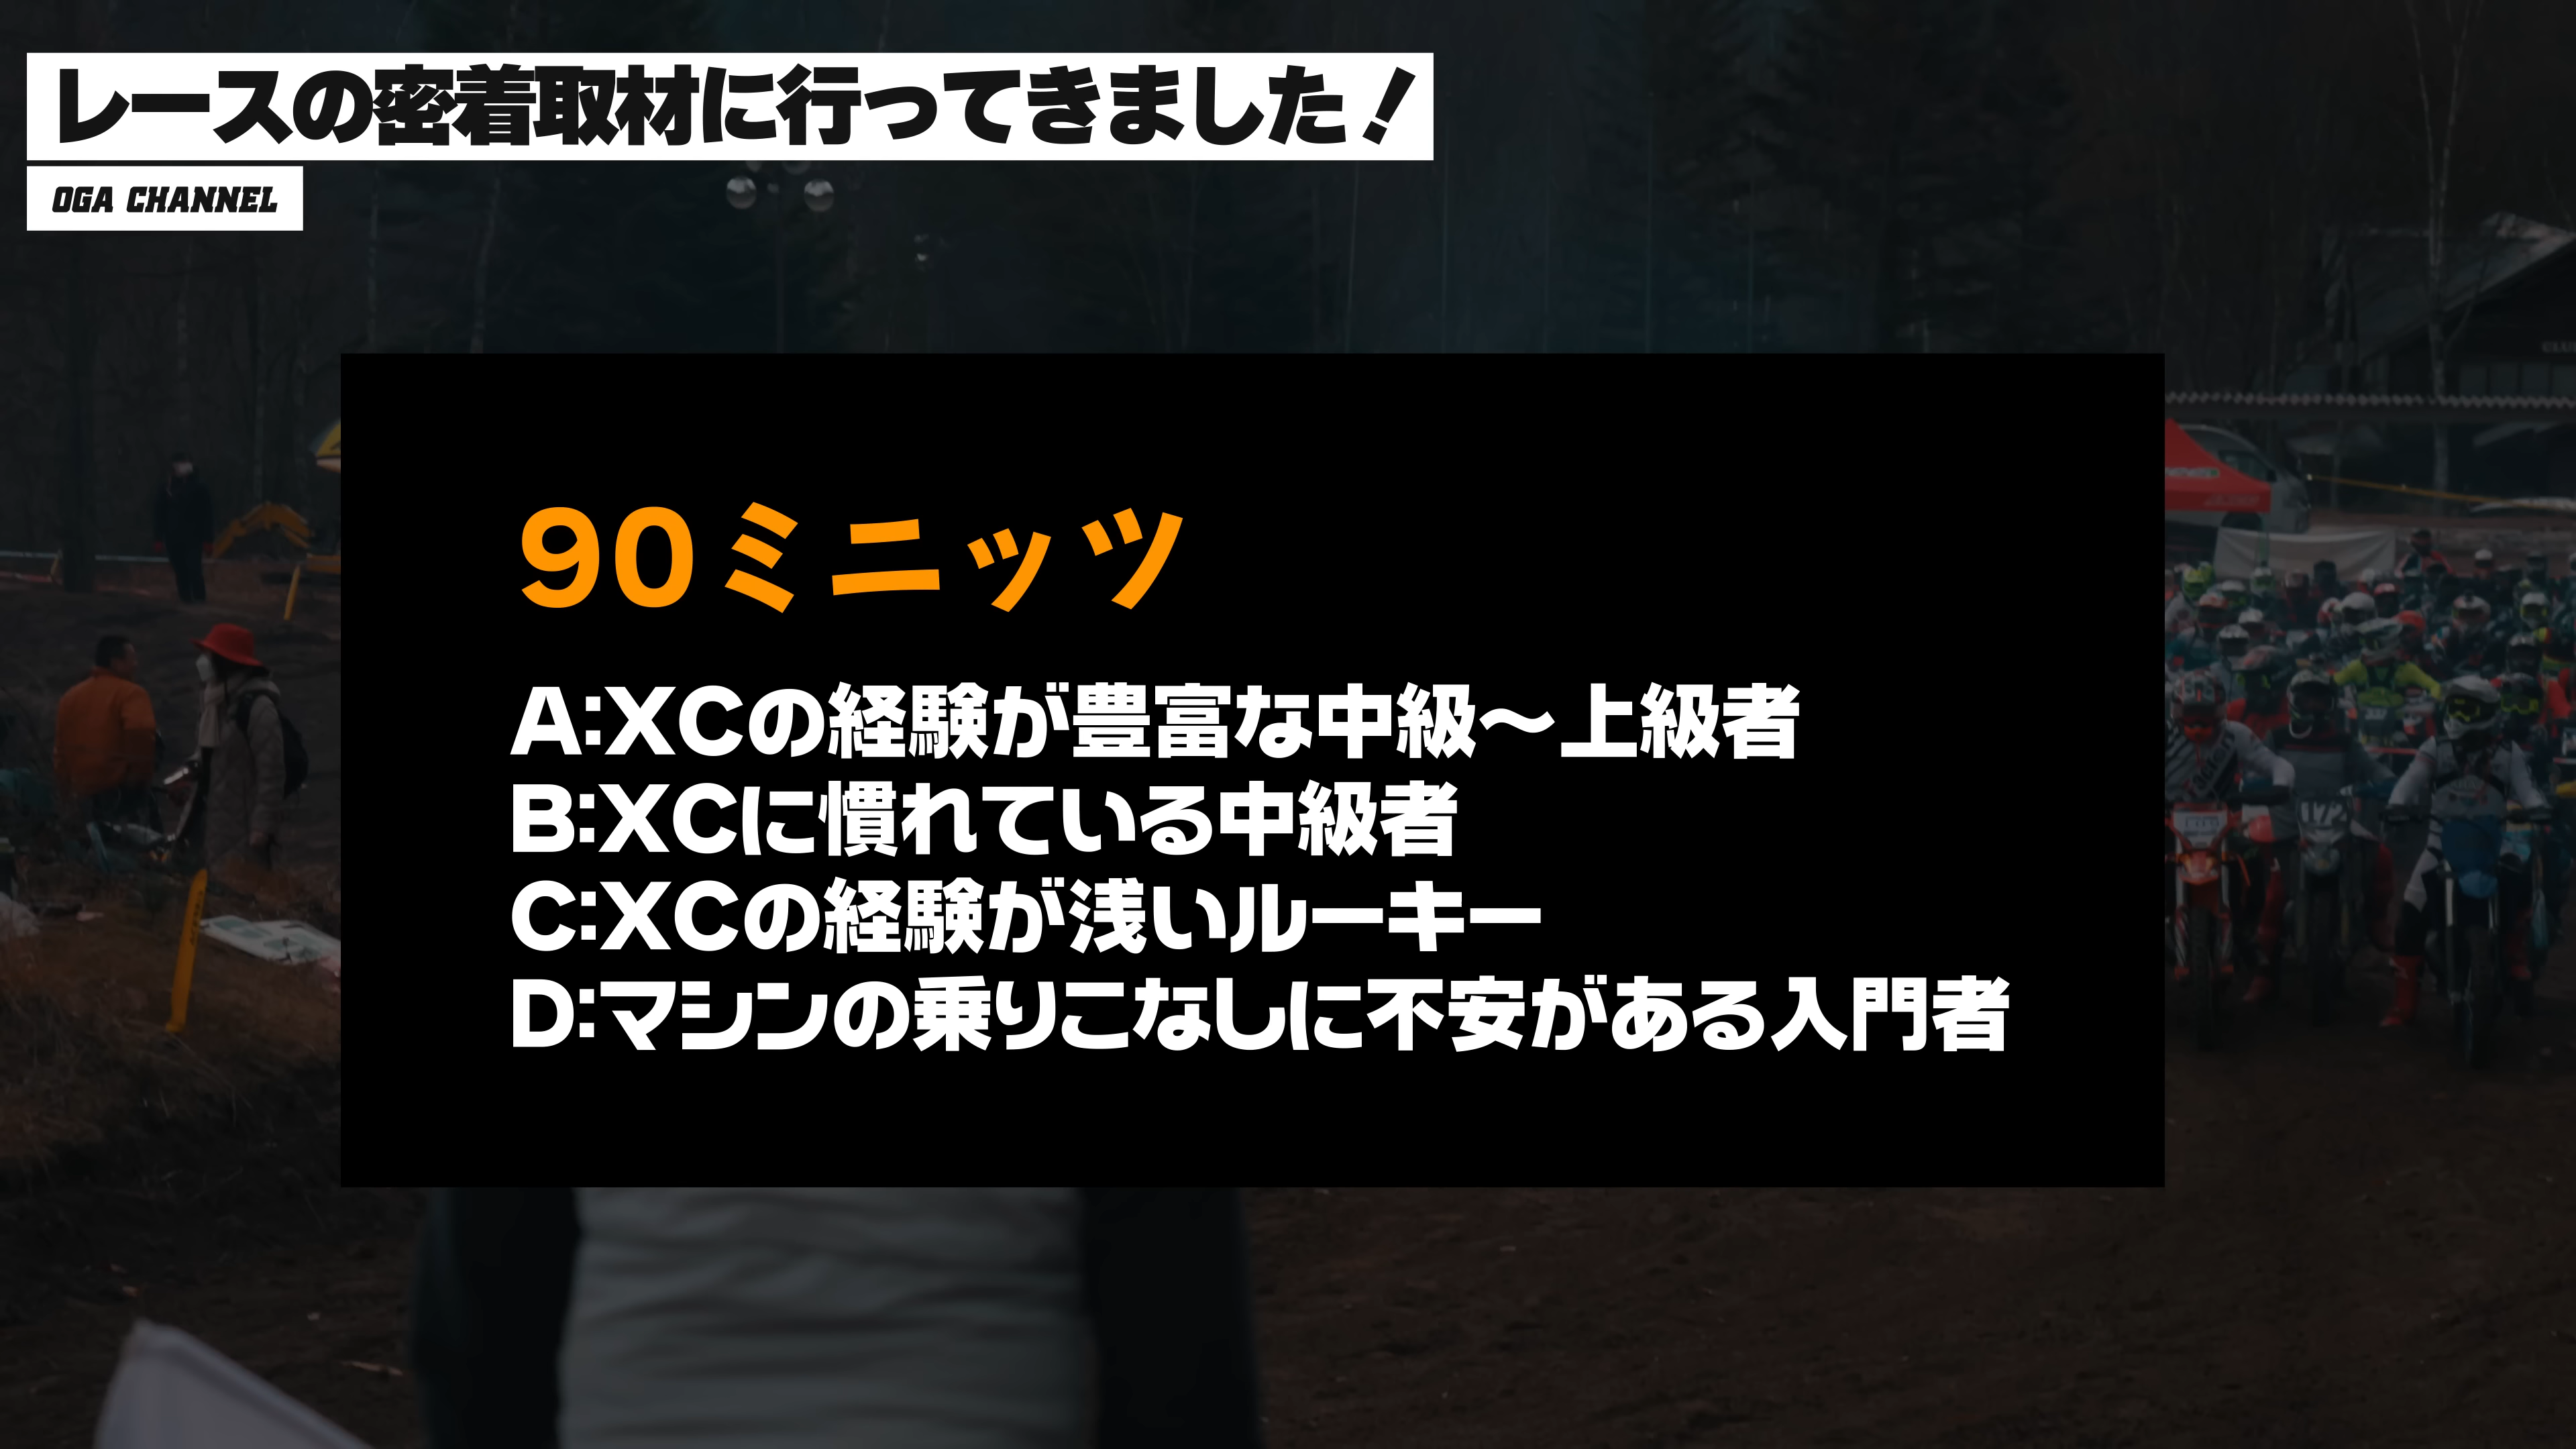 レースの密着取材に行ってきました！
OGA CHANNEL
90ミニッツ
A:XCの経験が豊富な中級〜上級者
B:XCに慣れている中級者
C:XCの経験が浅いルーキー
D:マシンの乗りこなしに不安がある入門者
172